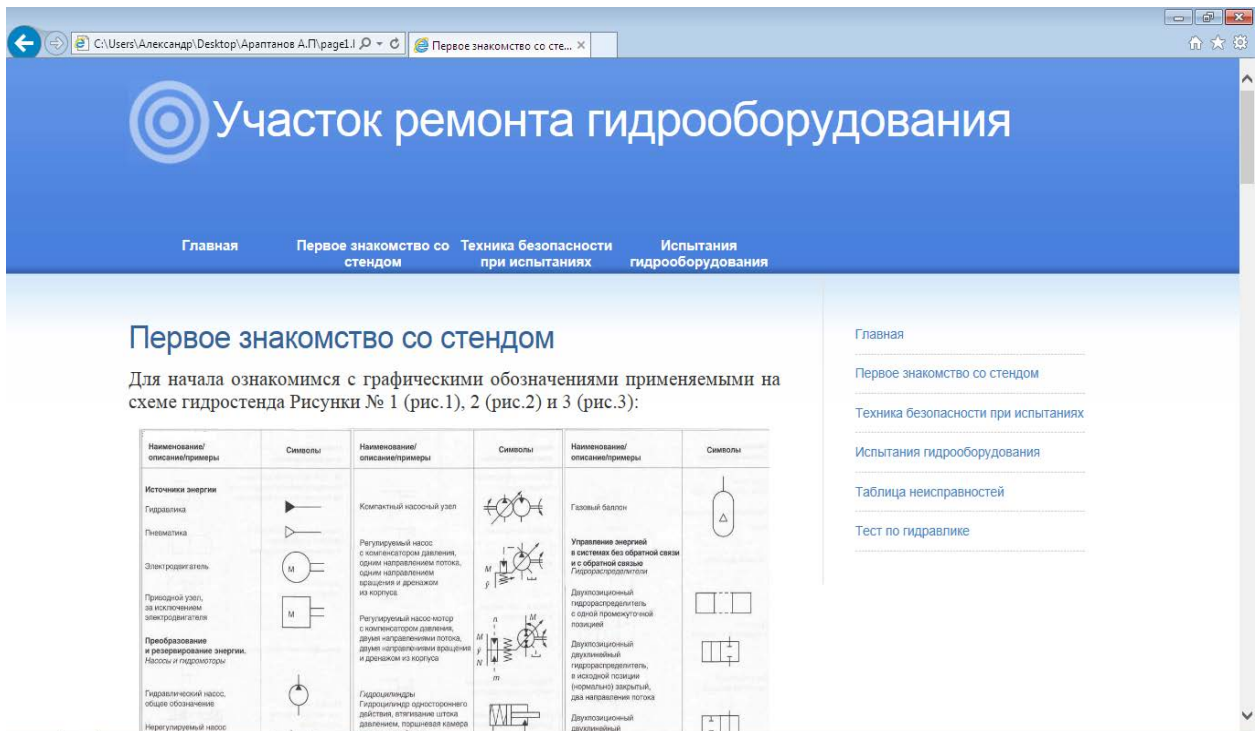 C:\Users\Александр\Desktop\Араптанов А.П\page1.l
Первое знакомство со сте...
Участок ремонта гидрооборудования
Главная
Первое знакомство со стендом
Техника безопасности при испытаниях
Испытания гидрооборудования
Первое знакомство со стендом
Для начала ознакомимся с графическими обозначениями применяемыми на
схеме гидростенда Рисунки № 1 (рис.1), 2 (рис.2) и 3 (рис.3):
Наименование/
описание/примеры
Символы
Источники энергии
Гидравлика
Пневматика
Электродвигатель
M
Приводной узел,
за исключением
электродвигателя
M
Преобразование
и резервирование энергии.
Насосы и гидромоторы
Гидравлический насос,
общее обозначение
Нерегулируемый насос
Наименование/
описание/примеры
Символы
Компактный насосный узел
Регулируемый насос
с компенсатором давления,
одним направлением потока,
одним направлением
вращения и дренажом
из корпуса
M
ŷ
Регулируемый насос-мотор
с компенсатором давления,
двумя направлениями потока,
двумя направлениями вращения
и дренажом из корпуса
n
M
M
ŷ
N
m
Гидроцилиндры
Гидроцилиндр одностороннего
действия, втягивание штока
давлением, поршневая камера
Наименование/
описание/примеры
Символы
Газовый баллон
Управление энергией
в системах без обратной связи
и с обратной связью
Гидрораспределители
Двухпозиционный
гидрораспределитель
с одной промежуточной
позицией
Двухпозиционный
двухлинейный
гидрораспределитель,
в исходной позиции
(нормально) закрытый,
два направления потока
Двухпозиционный
двухлинейный
Главная
Первое знакомство со стендом
Техника безопасности при испытаниях
Испытания гидрооборудования
Таблица неисправностей
Тест по гидравлике